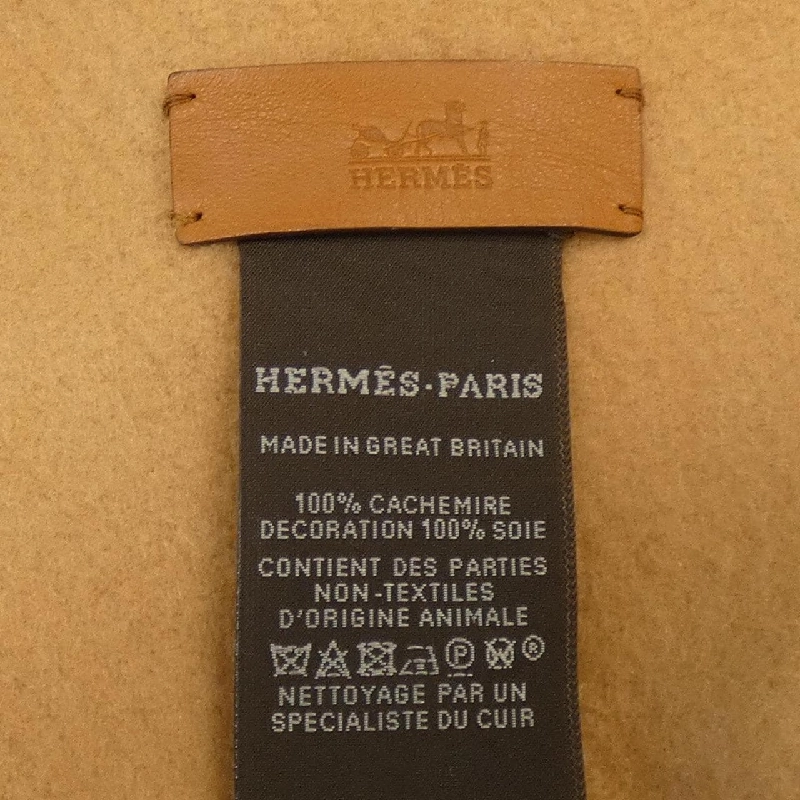 HERMÈS
HERMÈS-PARIS
MADE IN GREAT BRITAIN
100% CACHEMIRE
DECORATION 100% SOIE
CONTIENT DES PARTIES
NON-TEXTILES
D'ORIGINE ANIMALE
P W ®
NETTOYAGE PAR UN
SPECIALISTE DU CUIR